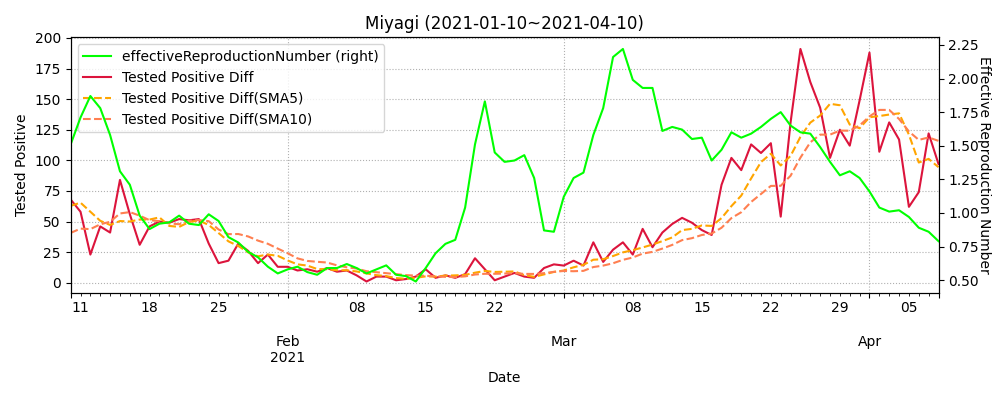 Miyagi (2021-01-10~2021-04-10)
effectiveReproductionNumber (right)
Tested Positive Diff
Tested Positive Diff(SMA5)
Tested Positive Diff(SMA10)
Tested Positive
200
175
150
125
100
75
50
25
0
2.25
2.00
1.75
1.50
1.25
1.00
0.75
0.50
Effective Reproduction Number
11 18 25 08 15 22 08 15 22 29 05
Feb Mar Apr
2021
Date